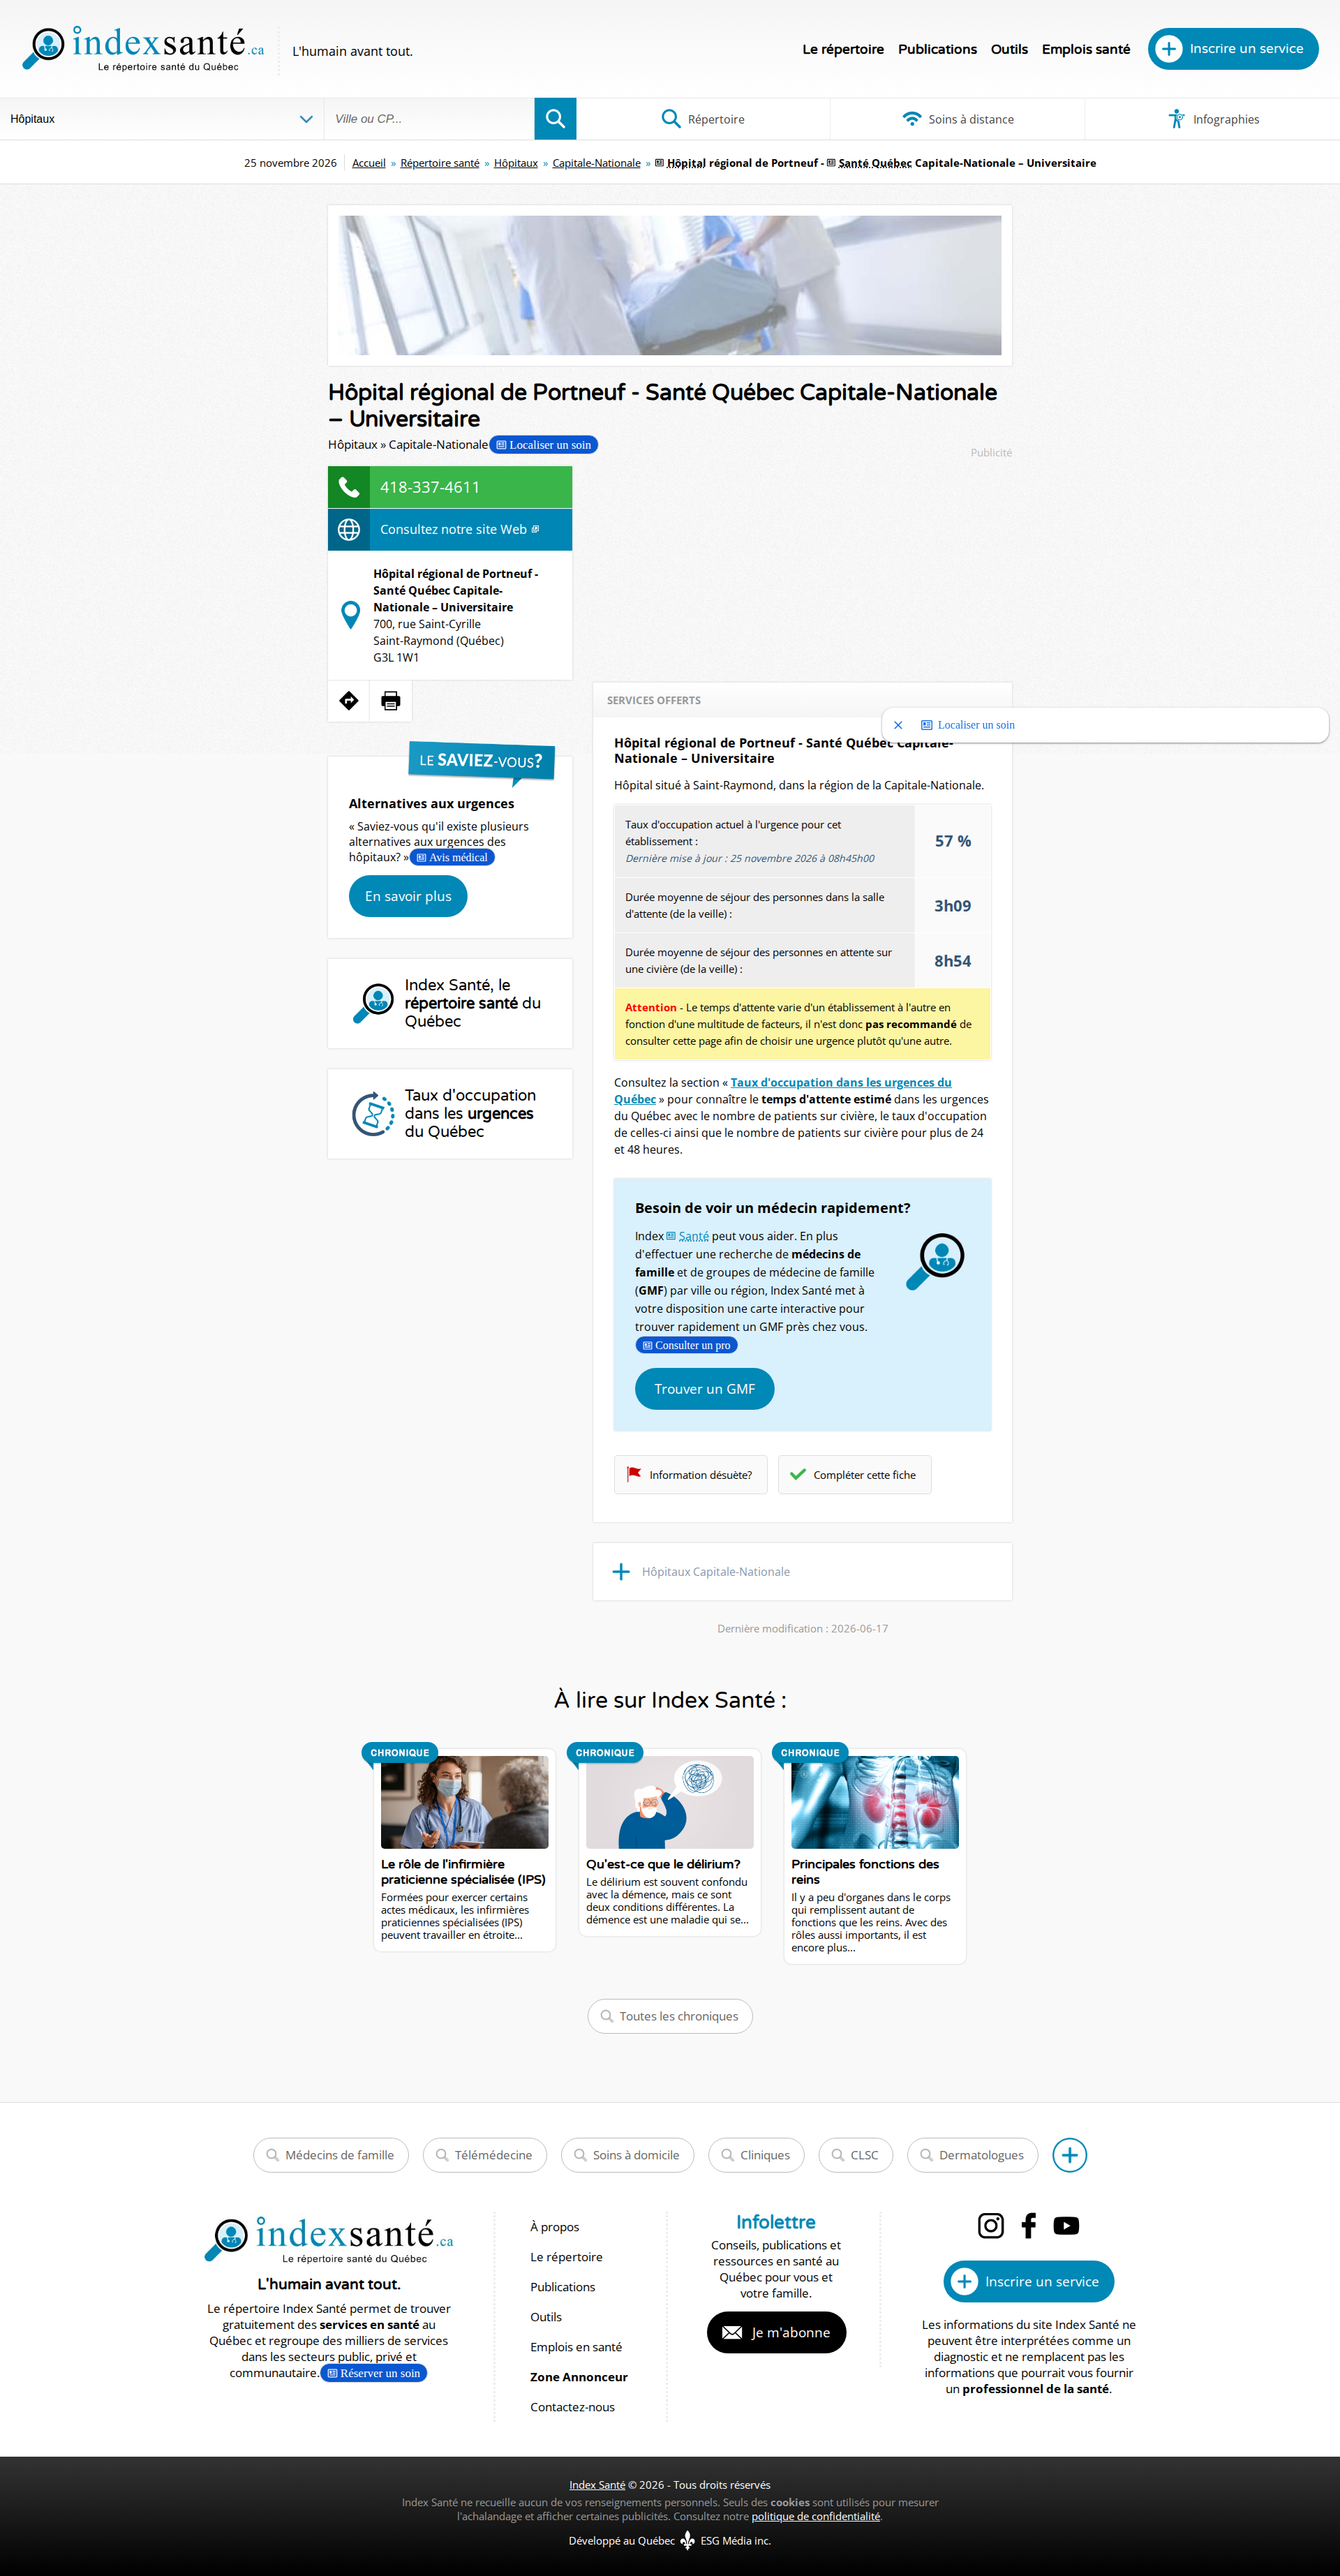 indexsanté.ca
Le répertoire santé du Québec
L'humain avant tout.
Le répertoire Publications Outils Emplois santé
Inscrire un service
Hôpitaux
Ville ou CP...
Répertoire
Soins à distance
Infographies
25 novembre 2026 Accueil » Répertoire santé » Hôpitaux » Capitale-Nationale » Hôpital régional de Portneuf - Santé Québec Capitale-Nationale – Universitaire
Hôpital régional de Portneuf - Santé Québec Capitale-Nationale
– Universitaire
Hôpitaux » Capitale-Nationale Localiser un soin
Publicité
418-337-4611
Consultez notre site Web
Hôpital régional de Portneuf -
Santé Québec Capitale-
Nationale – Universitaire
700, rue Saint-Cyrille
Saint-Raymond (Québec)
G3L 1W1
LE SAVIEZ-VOUS?
Alternatives aux urgences
« Saviez-vous qu'il existe plusieurs
alternatives aux urgences des
hôpitaux? » Avis médical
En savoir plus
Index Santé, le
répertoire santé du
Québec
Taux d'occupation
dans les urgences
du Québec
SERVICES OFFERTS
Localiser un soin
Hôpital régional de Portneuf - Santé Québec Capitale-
Nationale – Universitaire
Hôpital situé à Saint-Raymond, dans la région de la Capitale-Nationale.
Taux d'occupation actuel à l'urgence pour cet
établissement :
Dernière mise à jour : 25 novembre 2026 à 08h45h00
57 %
Durée moyenne de séjour des personnes dans la salle
d'attente (de la veille) :
3h09
Durée moyenne de séjour des personnes en attente sur
une civière (de la veille) :
8h54
Attention - Le temps d'attente varie d'un établissement à l'autre en
fonction d'une multitude de facteurs, il n'est donc pas recommandé de
consulter cette page afin de choisir une urgence plutôt qu'une autre.
Consultez la section « Taux d'occupation dans les urgences du
Québec » pour connaître le temps d'attente estimé dans les urgences
du Québec avec le nombre de patients sur civière, le taux d'occupation
de celles-ci ainsi que le nombre de patients sur civière pour plus de 24
et 48 heures.
Besoin de voir un médecin rapidement?
Index Santé peut vous aider. En plus
d'effectuer une recherche de médecins de
famille et de groupes de médecine de famille
(GMF) par ville ou région, Index Santé met à
votre disposition une carte interactive pour
trouver rapidement un GMF près chez vous.
Consulter un pro
Trouver un GMF
Information désuète?
Compléter cette fiche
Hôpitaux Capitale-Nationale
Dernière modification : 2026-06-17
À lire sur Index Santé :
CHRONIQUE
Le rôle de l'infirmière
praticienne spécialisée (IPS)
Formées pour exercer certains
actes médicaux, les infirmières
praticiennes spécialisées (IPS)
peuvent travailler en étroite...
CHRONIQUE
Qu'est-ce que le délirium?
Le délirium est souvent confondu
avec la démence, mais ce sont
deux conditions différentes. La
démence est une maladie qui se...
CHRONIQUE
Principales fonctions des
reins
Il y a peu d'organes dans le corps
qui remplissent autant de
fonctions que les reins. Avec des
rôles aussi importants, il est
encore plus...
Toutes les chroniques
Médecins de famille
Télémédecine
Soins à domicile
Cliniques
CLSC
Dermatologues
indexsanté.ca
Le répertoire santé du Québec
L'humain avant tout.
Le répertoire Index Santé permet de trouver
gratuitement des services en santé au
Québec et regroupe des milliers de services
dans les secteurs public, privé et
communautaire. Réserver un soin
À propos
Le répertoire
Publications
Outils
Emplois en santé
Zone Annonceur
Contactez-nous
Infolettre
Conseils, publications et
ressources en santé au
Québec pour vous et
votre famille.
Je m'abonne
Inscrire un service
Les informations du site Index Santé ne
peuvent être interprétées comme un
diagnostic et ne remplacent pas les
informations que pourrait vous fournir
un professionnel de la santé.
Index Santé © 2026 - Tous droits réservés
Index Santé ne recueille aucun de vos renseignements personnels. Seuls des cookies sont utilisés pour mesurer
l'achalandage et afficher certaines publicités. Consultez notre politique de confidentialité.
Développé au Québec ESG Média inc.